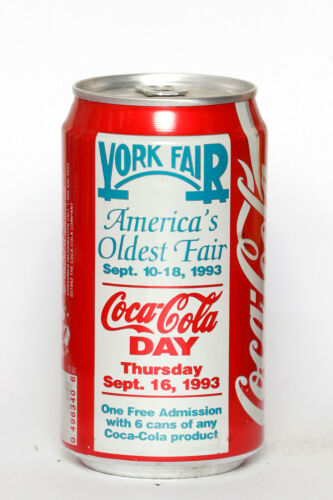 YORK FAIR
America's
Oldest Fair
Sept. 10-18, 1993
Coca-Cola
DAY
Thursday
Sept. 16, 1993
One Free Admission
with 6 cans of any
Coca-Cola product
Coca-Cola